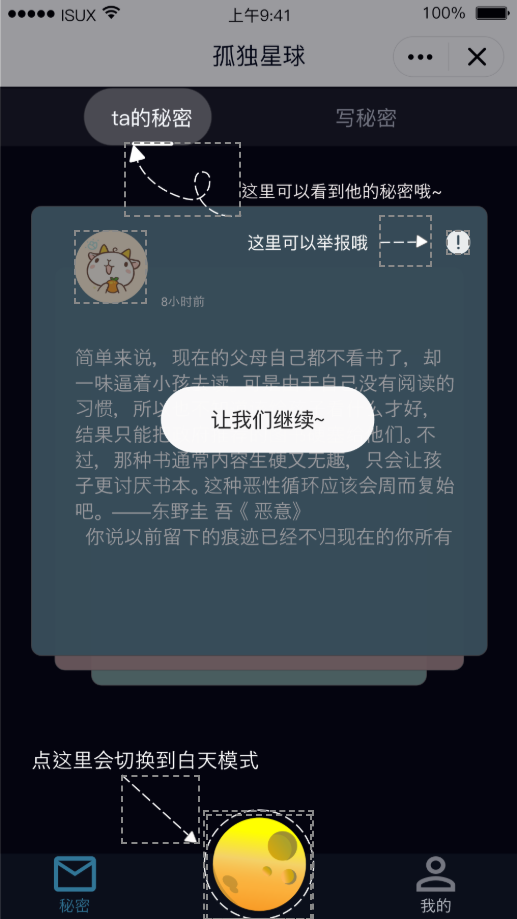 ISUX 上午9:41 100%
孤独星球
ta的秘密 写秘密
这里可以看到他的秘密哦~
这里可以举报哦
8小时前
简单来说，现在的父母自己都不看书了，却
一味逼着小孩去读，可是由于自己没有阅读的
习惯，所以 么才好，
结果只能把 他们。不
过，那种书通常内容生硬又无趣，只会让孩
子更讨厌书本。这种恶性循环应该会周而复始
吧。——东野圭 吾《 恶意》
你说以前留下的痕迹已经不归现在的你所有
让我们继续~
点这里会切换到白天模式
秘密 我的